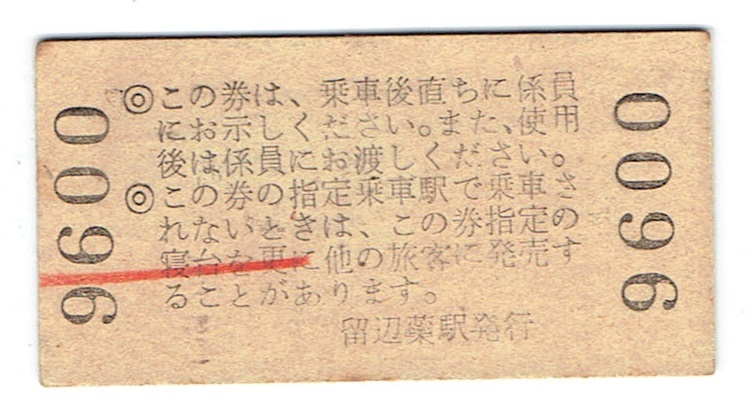 ◎この券は、乗車後直ちに係員
にお示しください。また、使用
後は係員にお渡しください。
◎この券の指定乗車駅で乗車さ
れないときは、この券指定の
寝台を更に他の旅客に発売す
ることがあります。
留辺蘂駅発行
0096
0096